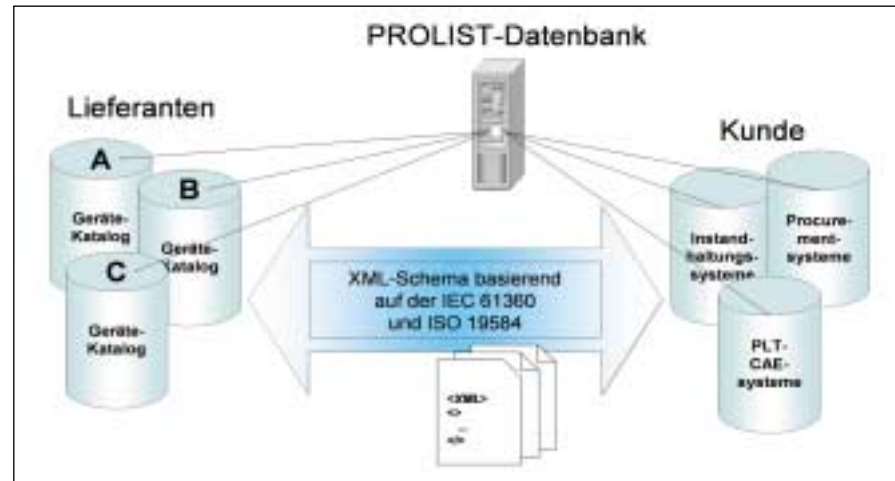 PROLIST-Datenbank
Lieferanten
Kunde
A
Geräte-
Katalog
B
Geräte-
Katalog
C
Geräte-
Katalog
XML-Schema basierend
auf der IEC 61360
und ISO 19584
<XML>
<>
...
</>
Instand-
haltungs-
systeme
Procure-
ment-
systeme
PLT-
CAE-
systeme